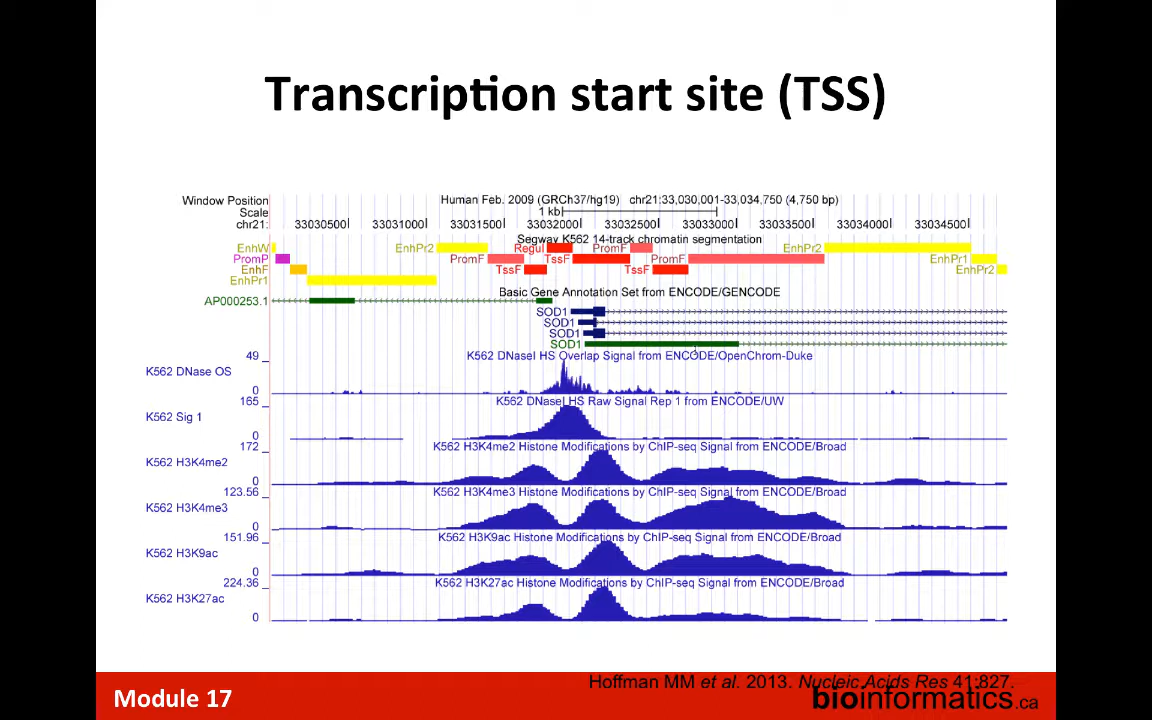 Transcription start site (TSS)
Window Position Human Feb. 2009 (GRCh37/hg19) chr21:33,030,001-33,034,750 (4,750 bp)
Scale 1 kb
chr21: 33030500 33031000 33031500 33032000 33032500 33033000 33033500 33034000 33034500
Segway K562 14-track chromatin segmentation
EnhW EnhPr2 Regul PromF EnhPr2
PromP PromF TssF PromF EnhPr1
EnhF TssF TssF EnhPr2
EnhPr1
Basic Gene Annotation Set from ENCODE/GENCODE
AP000253.1
SOD1
SOD1
SOD1
SOD1
K562 DNaseI HS Overlap Signal from ENCODE/OpenChrom-Duke
49
K562 DNase OS
0
K562 DNaseI HS Raw Signal Rep 1 from ENCODE/UW
165
K562 Sig 1
0
K562 H3K4me2 Histone Modifications by ChIP-seq Signal from ENCODE/Broad
172
K562 H3K4me2
0
K562 H3K4me3 Histone Modifications by ChIP-seq Signal from ENCODE/Broad
123.56
K562 H3K4me3
0
K562 H3K9ac Histone Modifications by ChIP-seq Signal from ENCODE/Broad
151.96
K562 H3K9ac
0
K562 H3K27ac Histone Modifications by ChIP-seq Signal from ENCODE/Broad
224.36
K562 H3K27ac
0
Hoffman MM et al. 2013. Nucleic Acids Res 41:827.
Module 17
bioinformatics.ca